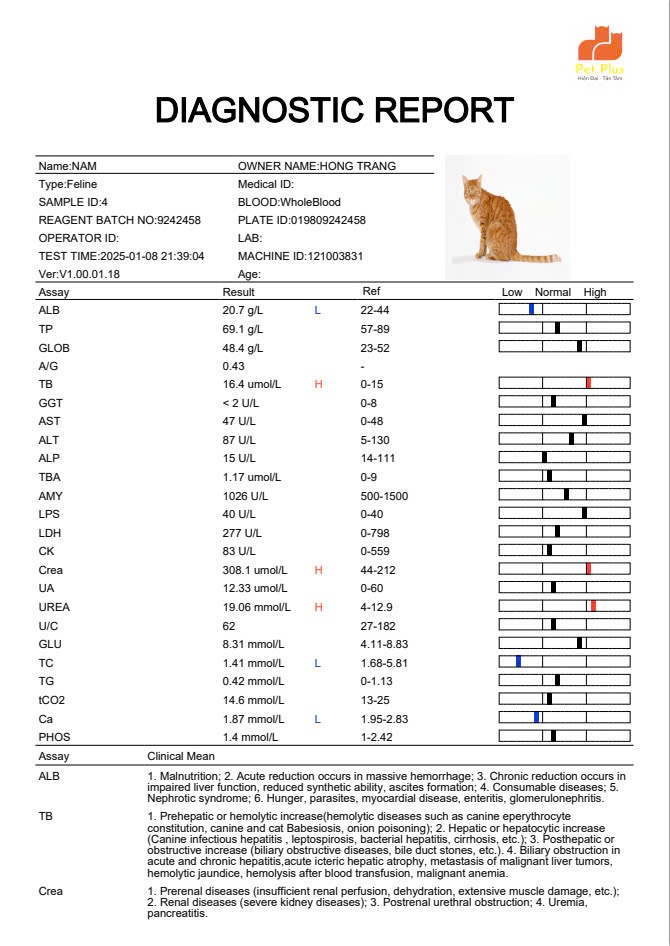 Pet Plus
Hiện Đại - Tận Tâm
DIAGNOSTIC REPORT
Name:NAM OWNER NAME:HONG TRANG
Type:Feline Medical ID:
SAMPLE ID:4 BLOOD:WholeBlood
REAGENT BATCH NO:9242458 PLATE ID:019809242458
OPERATOR ID: LAB:
TEST TIME:2025-01-08 21:39:04 MACHINE ID:121003831
Ver:V1.00.01.18 Age:
Assay Result Ref Low Normal High
ALB 20.7 g/L L 22-44
TP 69.1 g/L 57-89
GLOB 48.4 g/L 23-52
A/G 0.43 -
TB 16.4 umol/L H 0-15
GGT < 2 U/L 0-8
AST 47 U/L 0-48
ALT 87 U/L 5-130
ALP 15 U/L 14-111
TBA 1.17 umol/L 0-9
AMY 1026 U/L 500-1500
LPS 40 U/L 0-40
LDH 277 U/L 0-798
CK 83 U/L 0-559
Crea 308.1 umol/L H 44-212
UA 12.33 umol/L 0-60
UREA 19.06 mmol/L H 4-12.9
U/C 62 27-182
GLU 8.31 mmol/L 4.11-8.83
TC 1.41 mmol/L L 1.68-5.81
TG 0.42 mmol/L 0-1.13
tCO2 14.6 mmol/L 13-25
Ca 1.87 mmol/L L 1.95-2.83
PHOS 1.4 mmol/L 1-2.42
Assay Clinical Mean
ALB 1. Malnutrition; 2. Acute reduction occurs in massive hemorrhage; 3. Chronic reduction occurs in
impaired liver function, reduced synthetic ability, ascites formation; 4. Consumable diseases; 5.
Nephrotic syndrome; 6. Hunger, parasites, myocardial disease, enteritis, glomerulonephritis.
TB 1. Prehepatic or hemolytic increase(hemolytic diseases such as canine eperythrocyte
constitution, canine and cat Babesiosis, onion poisoning); 2. Hepatic or hepatocytic increase
(Canine infectious hepatitis , leptospirosis, bacterial hepatitis, cirrhosis, etc.); 3. Posthepatic or
obstructive increase (biliary obstructive diseases, bile duct stones, etc.). 4. Biliary obstruction in
acute and chronic hepatitis,acute icteric hepatic atrophy, metastasis of malignant liver tumors,
hemolytic jaundice, hemolysis after blood transfusion, malignant anemia.
Crea 1. Prerenal diseases (insufficient renal perfusion, dehydration, extensive muscle damage, etc.);
2. Renal diseases (severe kidney diseases); 3. Postrenal urethral obstruction; 4. Uremia,
pancreatitis.